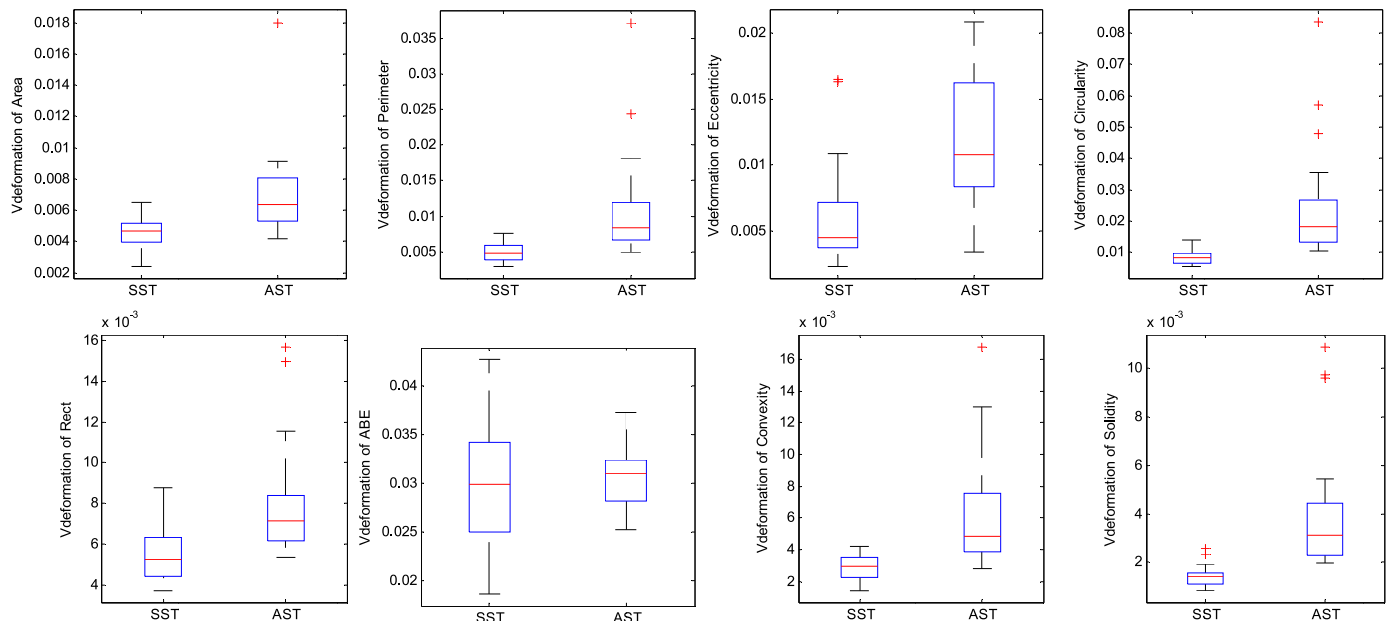 Vdeformation of Area
0.018
0.016
0.014
0.012
0.01
0.008
0.006
0.004
0.002
SST AST
Vdeformation of Perimeter
0.035
0.03
0.025
0.02
0.015
0.01
0.005
SST AST
Vdeformation of Eccentricity
0.02
0.015
0.01
0.005
SST AST
Vdeformation of Circularity
0.08
0.07
0.06
0.05
0.04
0.03
0.02
0.01
SST AST
x 10⁻³
Vdeformation of Rect
16
14
12
10
8
6
4
SST AST
Vdeformation of ABE
0.04
0.035
0.03
0.025
0.02
SST AST
x 10⁻³
Vdeformation of Convexity
16
14
12
10
8
6
4
2
SST AST
x 10⁻³
Vdeformation of Solidity
10
8
6
4
2
SST AST